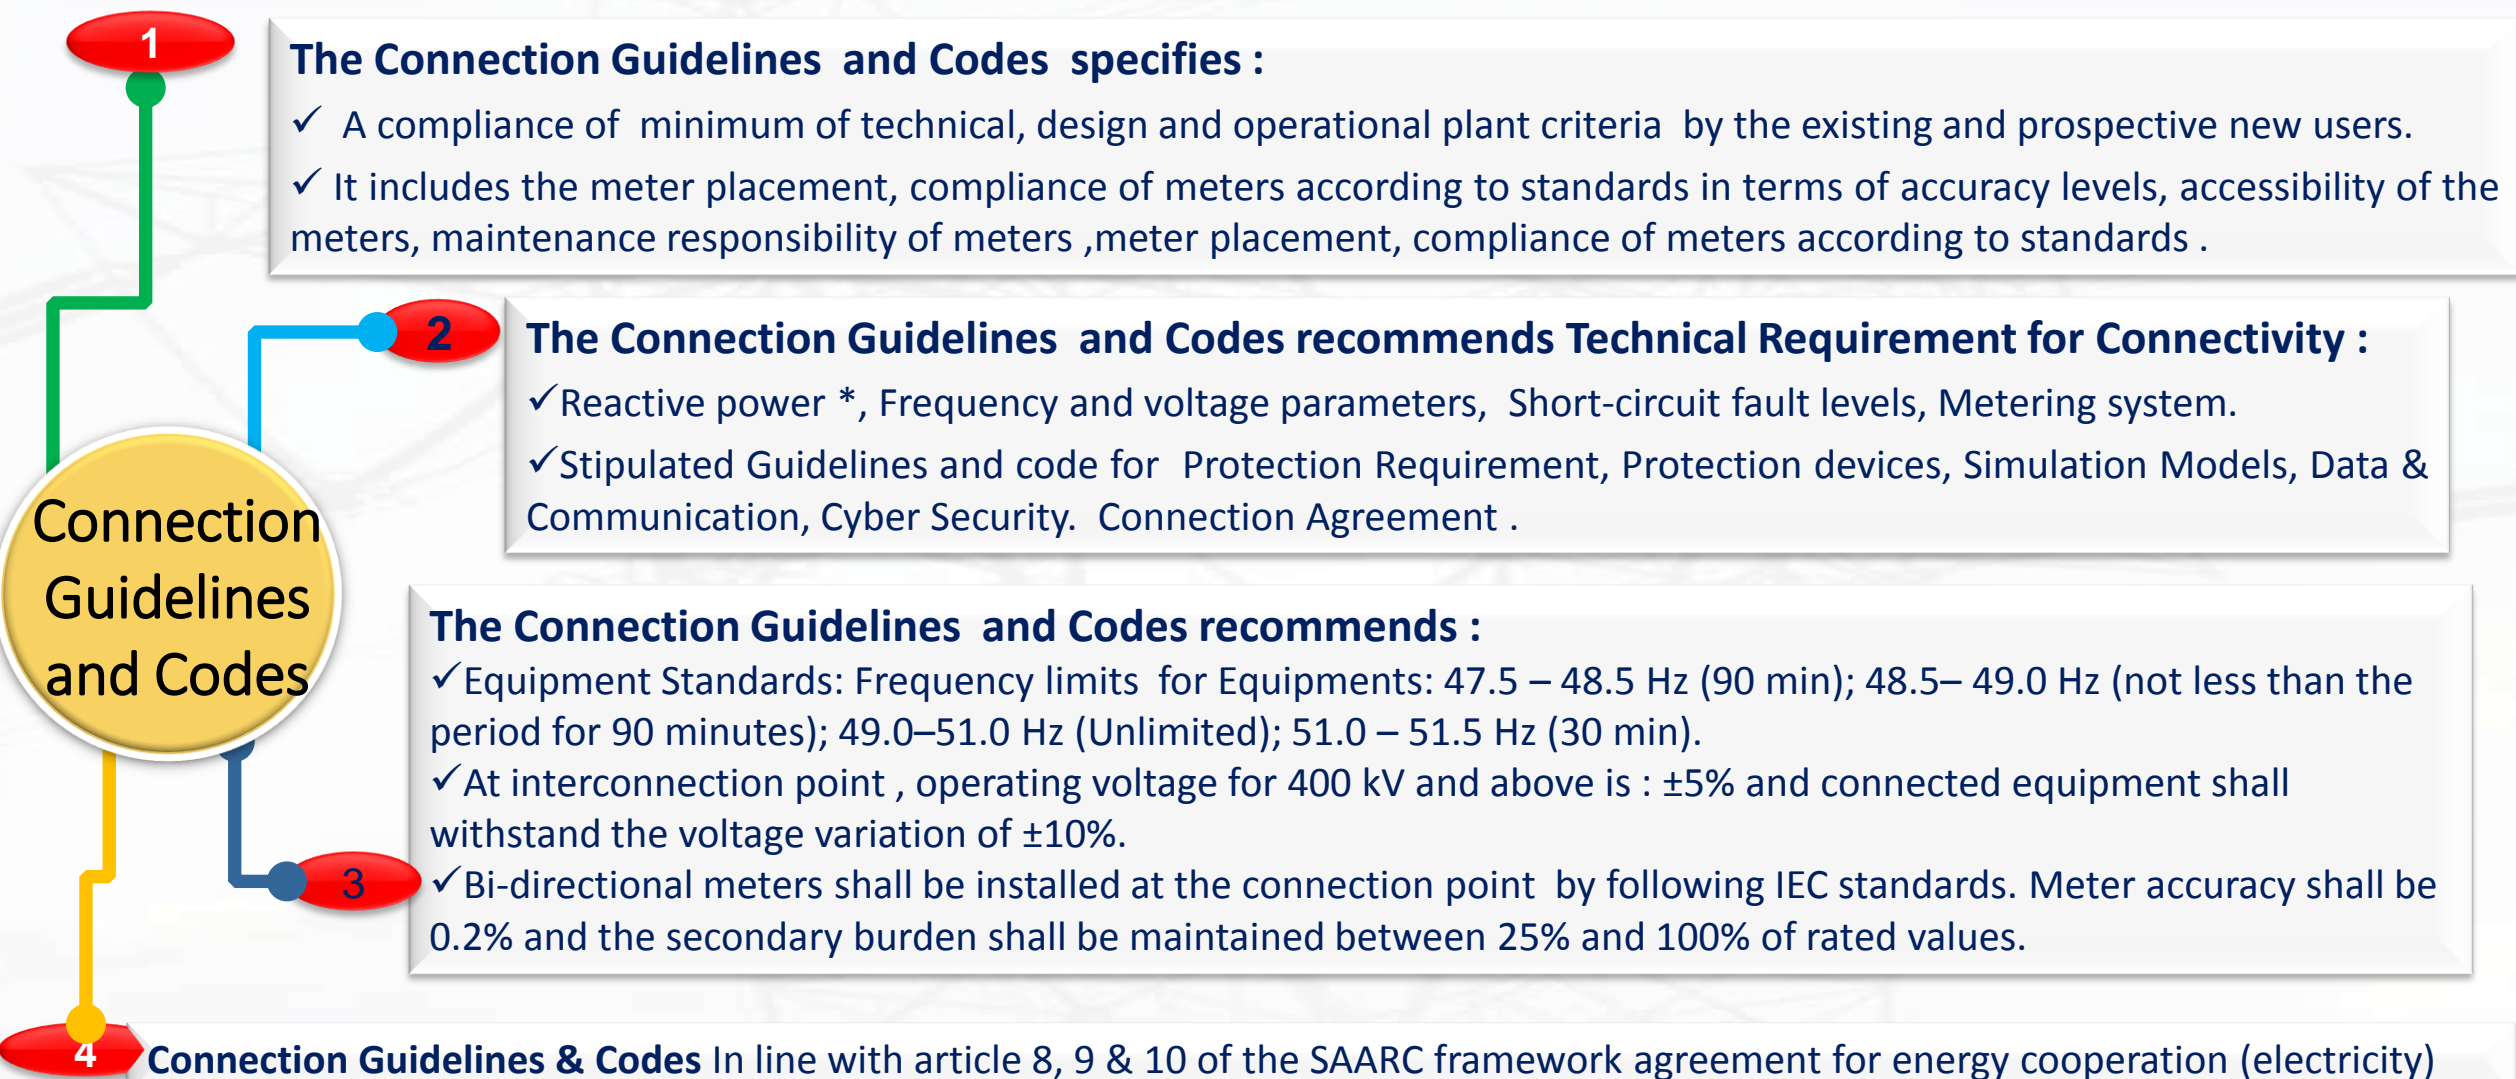 1
The Connection Guidelines and Codes specifies :
✓ A compliance of minimum of technical, design and operational plant criteria by the existing and prospective new users.
✓ It includes the meter placement, compliance of meters according to standards in terms of accuracy levels, accessibility of the
meters, maintenance responsibility of meters ,meter placement, compliance of meters according to standards .
2
The Connection Guidelines and Codes recommends Technical Requirement for Connectivity :
✓Reactive power *, Frequency and voltage parameters, Short-circuit fault levels, Metering system.
✓Stipulated Guidelines and code for Protection Requirement, Protection devices, Simulation Models, Data &
Communication, Cyber Security. Connection Agreement .
Connection
Guidelines
and Codes
The Connection Guidelines and Codes recommends :
✓Equipment Standards: Frequency limits for Equipments: 47.5 – 48.5 Hz (90 min); 48.5– 49.0 Hz (not less than the
period for 90 minutes); 49.0–51.0 Hz (Unlimited); 51.0 – 51.5 Hz (30 min).
✓At interconnection point , operating voltage for 400 kV and above is : ±5% and connected equipment shall
withstand the voltage variation of ±10%.
3
✓Bi-directional meters shall be installed at the connection point by following IEC standards. Meter accuracy shall be
0.2% and the secondary burden shall be maintained between 25% and 100% of rated values.
4
Connection Guidelines & Codes In line with article 8, 9 & 10 of the SAARC framework agreement for energy cooperation (electricity)